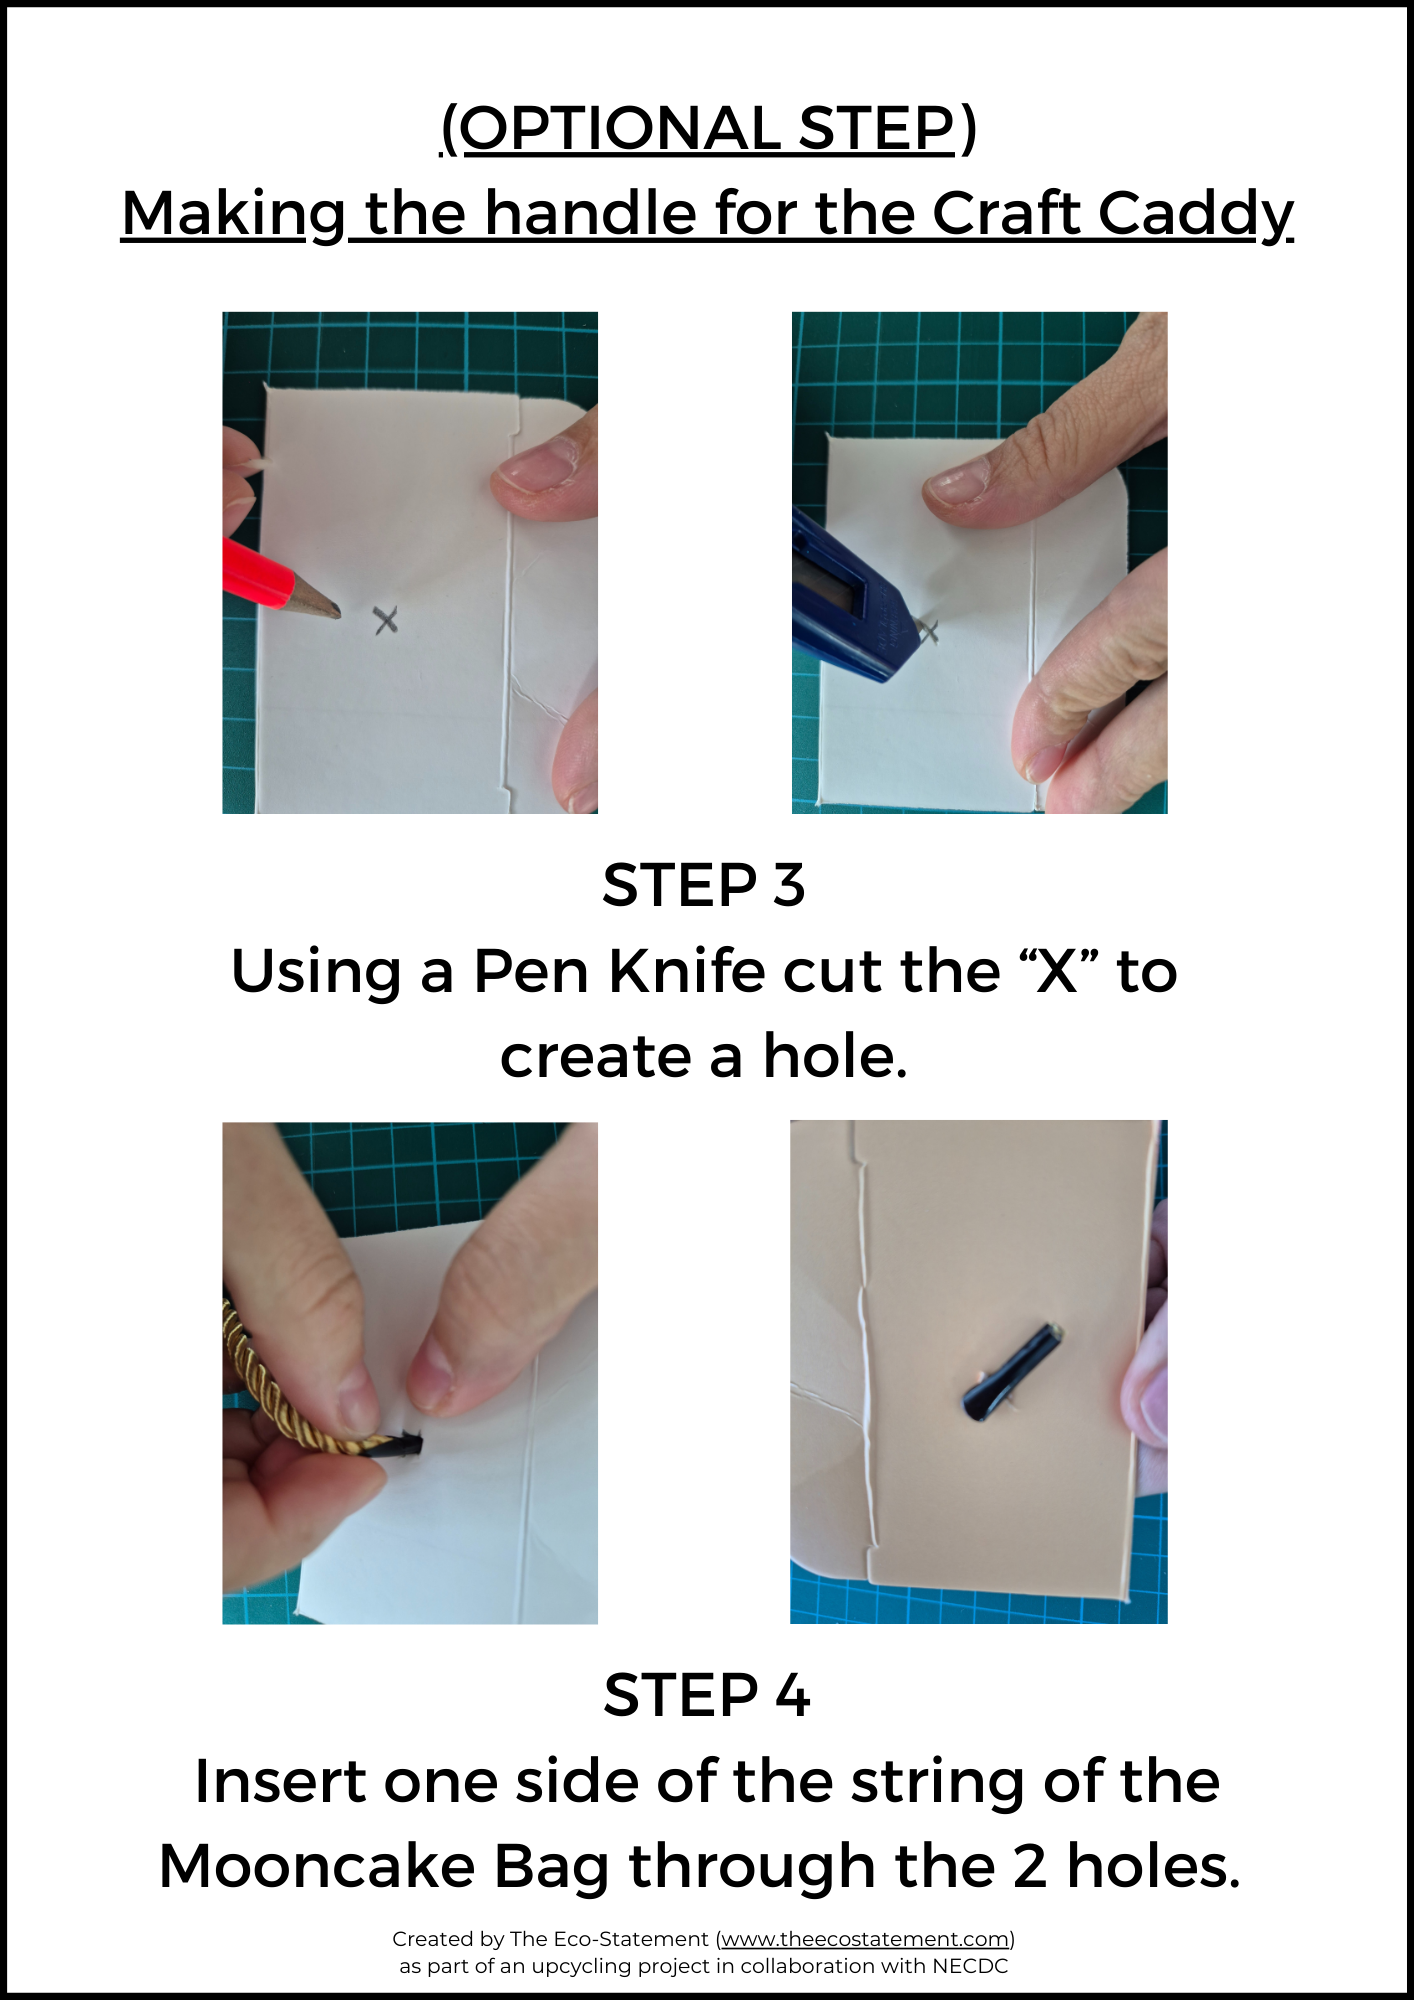 (OPTIONAL STEP)
Making the handle for the Craft Caddy
X
STEP 3
Using a Pen Knife cut the “X” to
create a hole.
STEP 4
Insert one side of the string of the
Mooncake Bag through the 2 holes.
Created by The Eco-Statement (www.theecostatement.com)
as part of an upcycling project in collaboration with NECDC